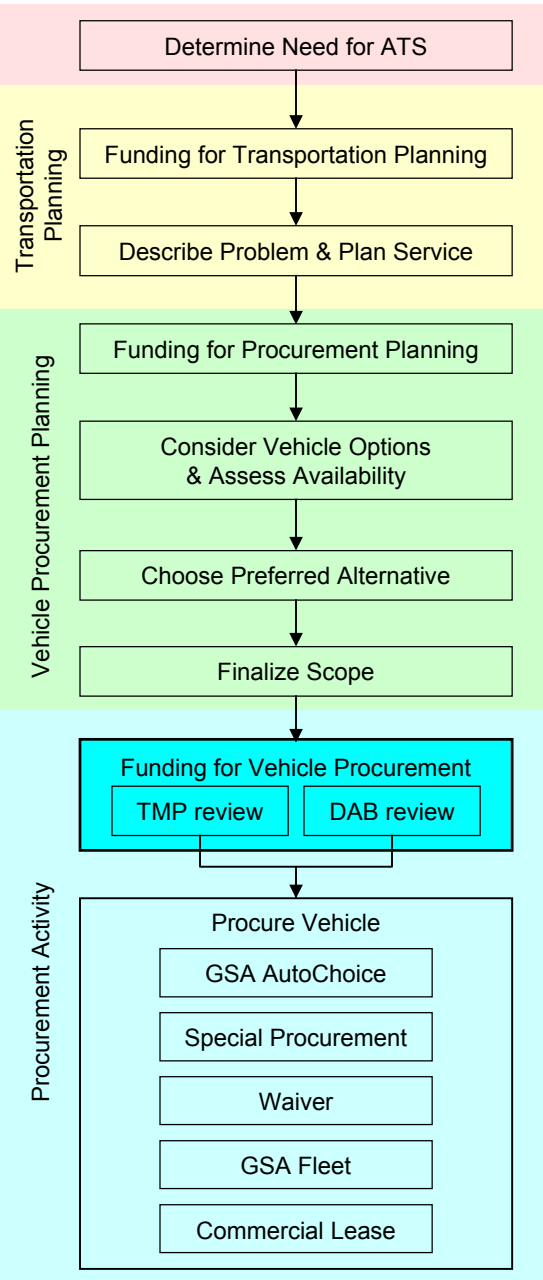 Determine Need for ATS
Transportation
Planning
Funding for Transportation Planning
Describe Problem & Plan Service
Vehicle Procurement Planning
Funding for Procurement Planning
Consider Vehicle Options
& Assess Availability
Choose Preferred Alternative
Finalize Scope
Procurement Activity
Funding for Vehicle Procurement
TMP review
DAB review
Procure Vehicle
GSA AutoChoice
Special Procurement
Waiver
GSA Fleet
Commercial Lease